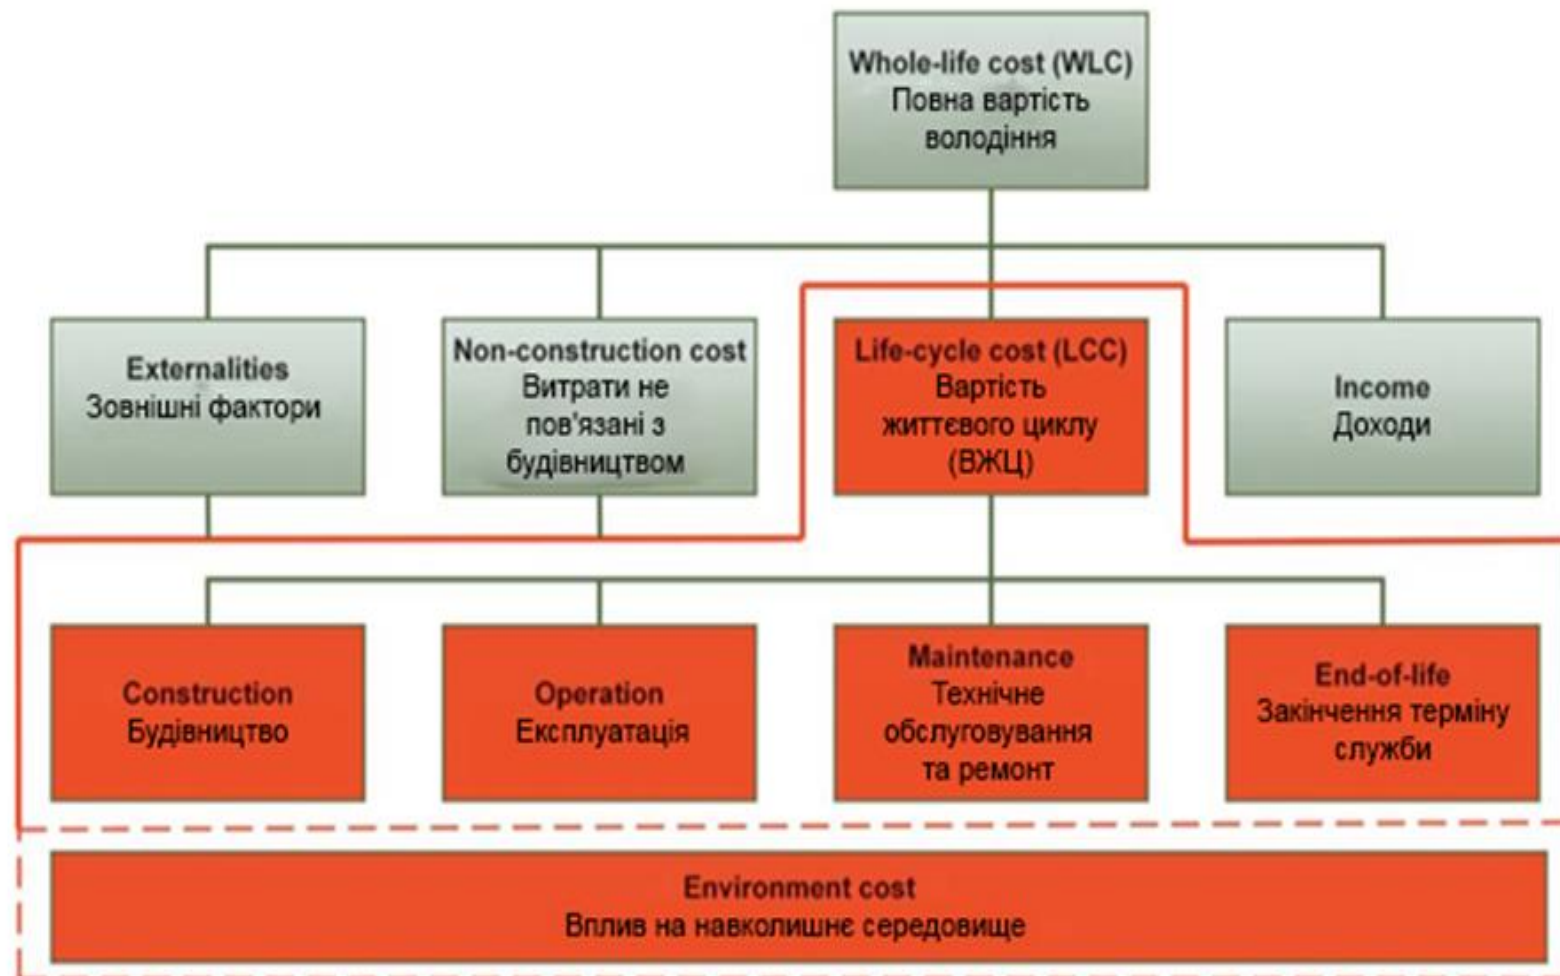 Whole-life cost (WLC)
Повна вартість
володіння
Externalities
Зовнішні фактори
Non-construction cost
Витрати не
пов'язані з
будівництвом
Life-cycle cost (LCC)
Вартість
життєвого циклу
(ВЖЦ)
Income
Доходи
Construction
Будівництво
Operation
Експлуатація
Maintenance
Технічне
обслуговування
та ремонт
End-of-life
Закінчення терміну
служби
Environment cost
Вплив на навколишнє середовище